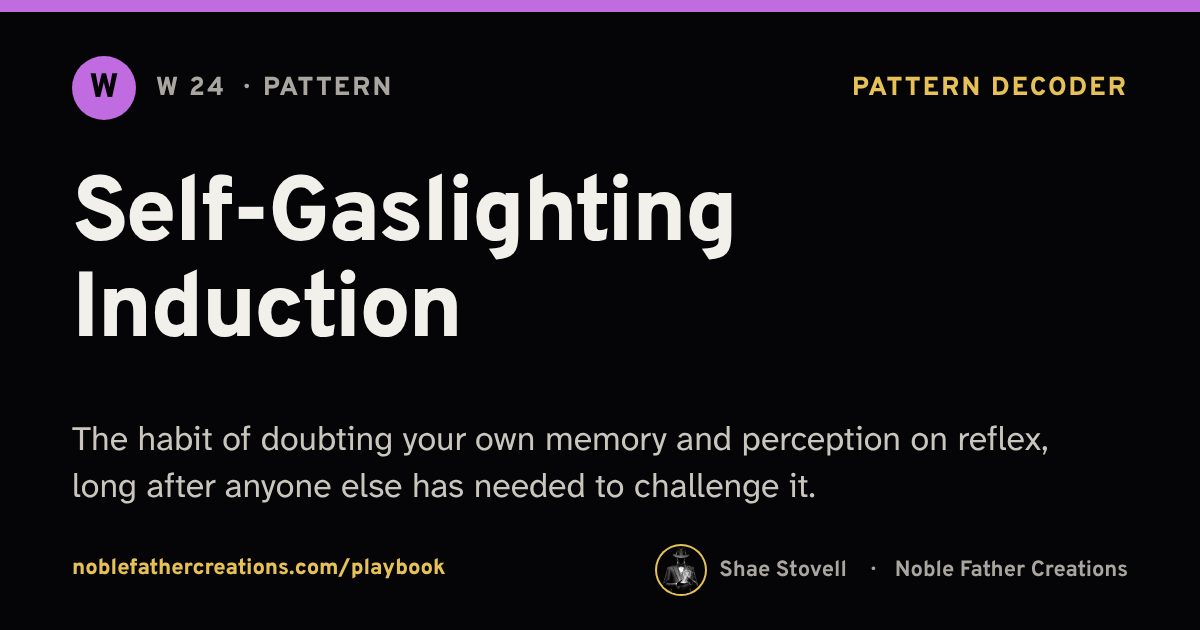 W
W 24 · PATTERN
PATTERN DECODER
Self-Gaslighting
Induction
The habit of doubting your own memory and perception on reflex,
long after anyone else has needed to challenge it.
noblefathercreations.com/playbook
Shae Stovell · Noble Father Creations